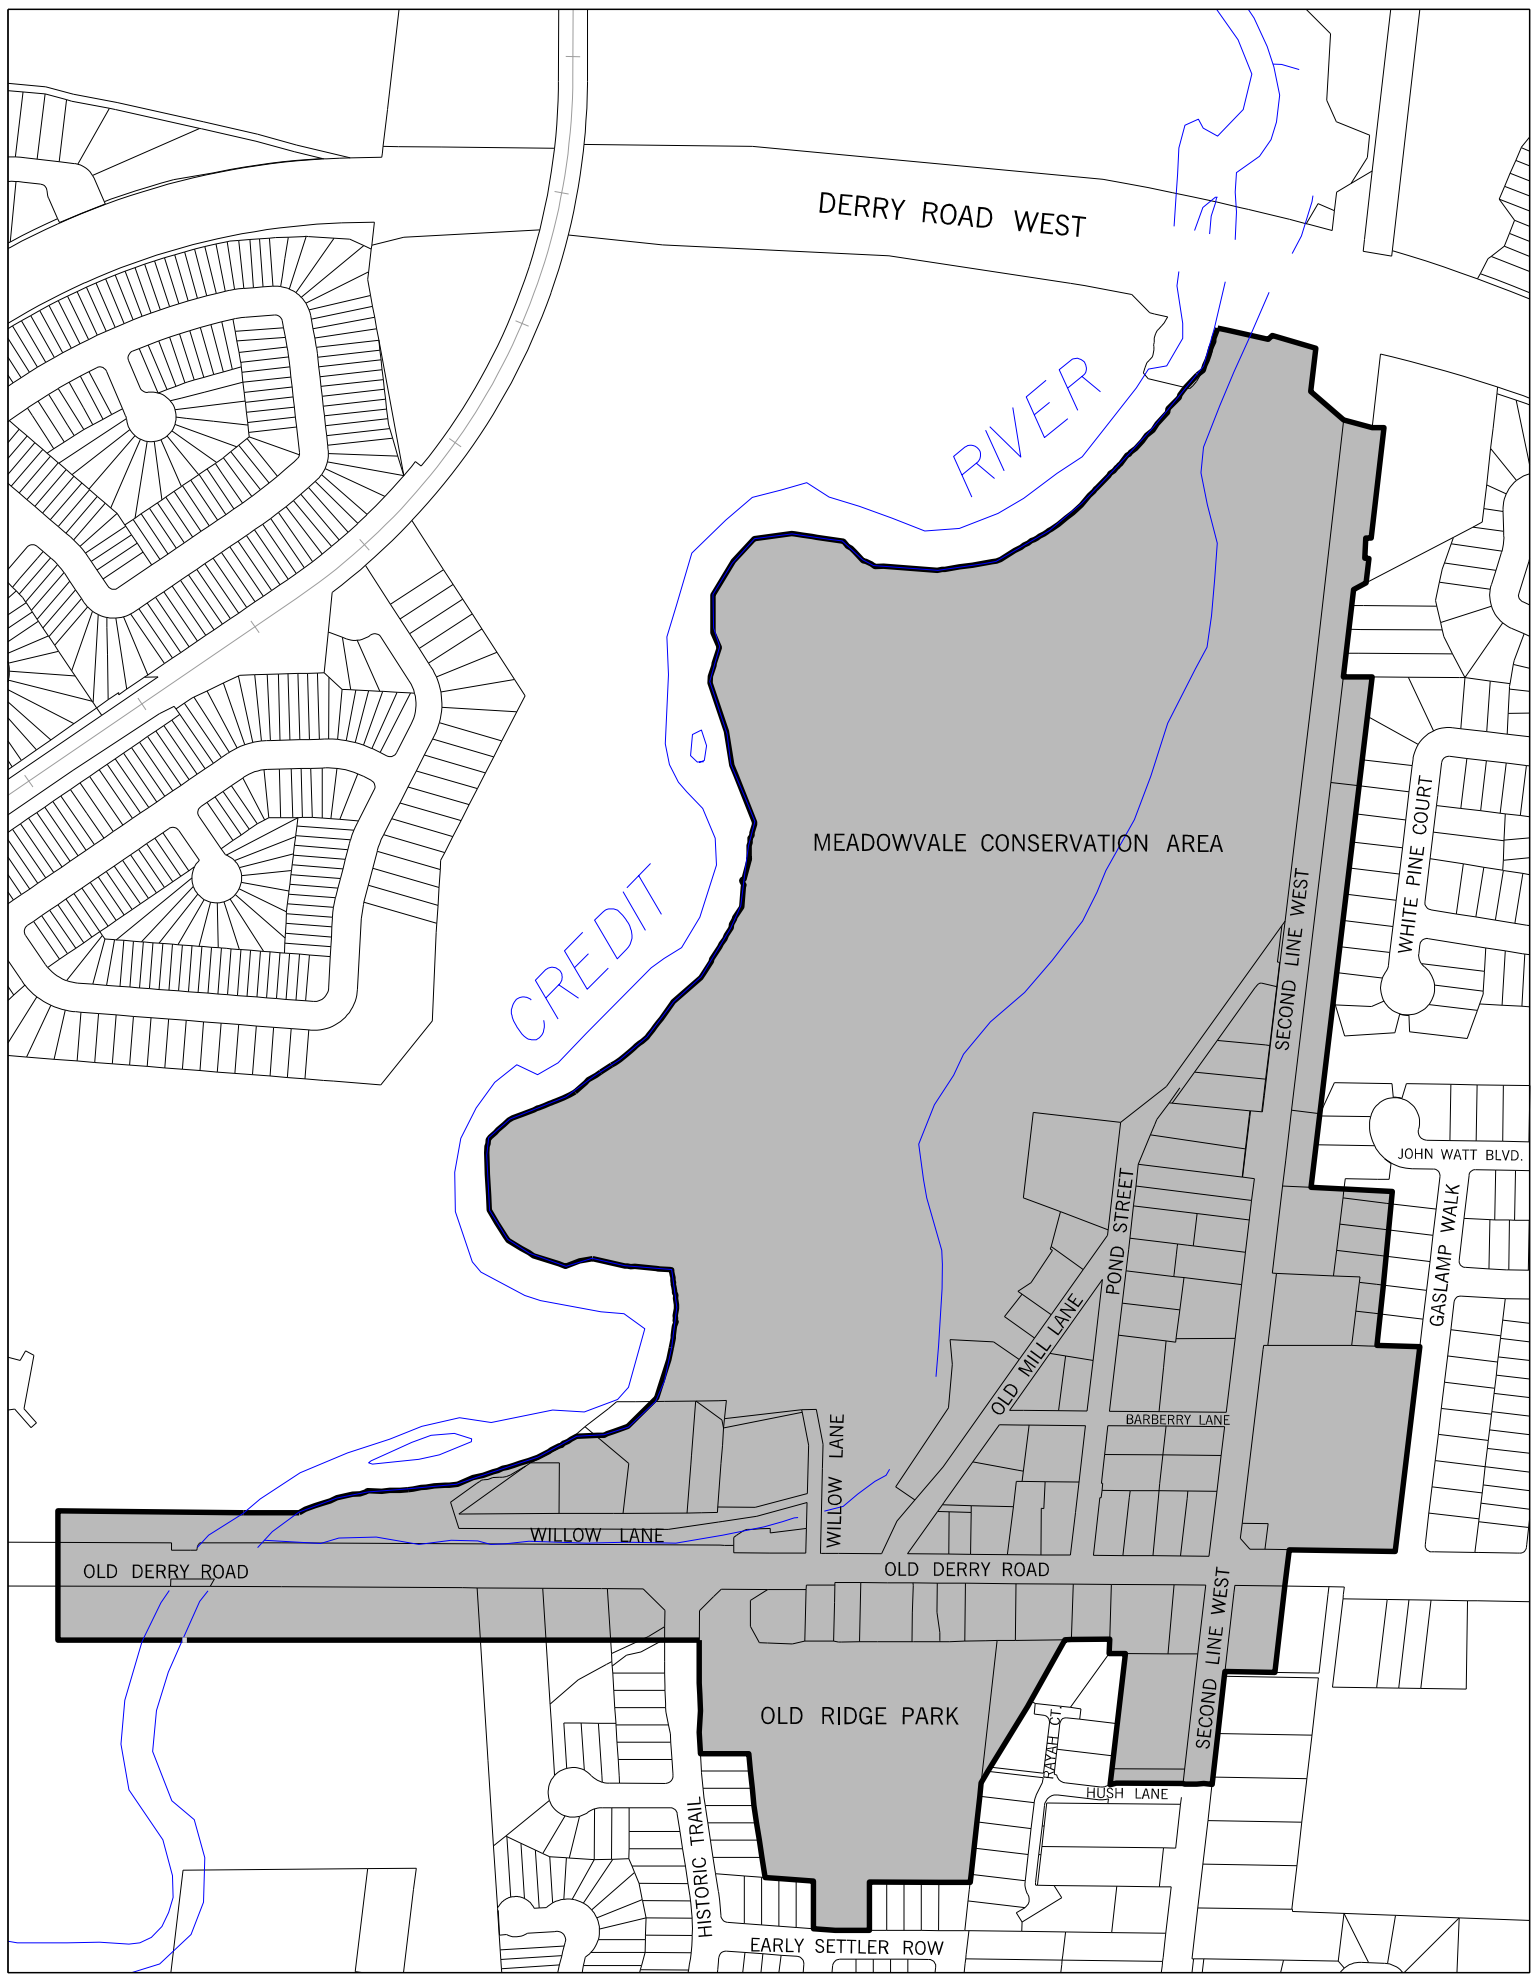 DERRY ROAD WEST
RIVER
CREDIT
MEADOWVALE CONSERVATION AREA
WHITE PINE COURT
SECOND LINE WEST
JOHN WATT BLVD.
GASLAMP WALK
POND STREET
OLD MILL LANE
BARBERRY LANE
WILLOW LANE
WILLOW LANE
OLD DERRY ROAD
OLD DERRY ROAD
SECOND LINE WEST
OLD RIDGE PARK
RAYAH CT.
HUSH LANE
HISTORIC TRAIL
EARLY SETTLER ROW